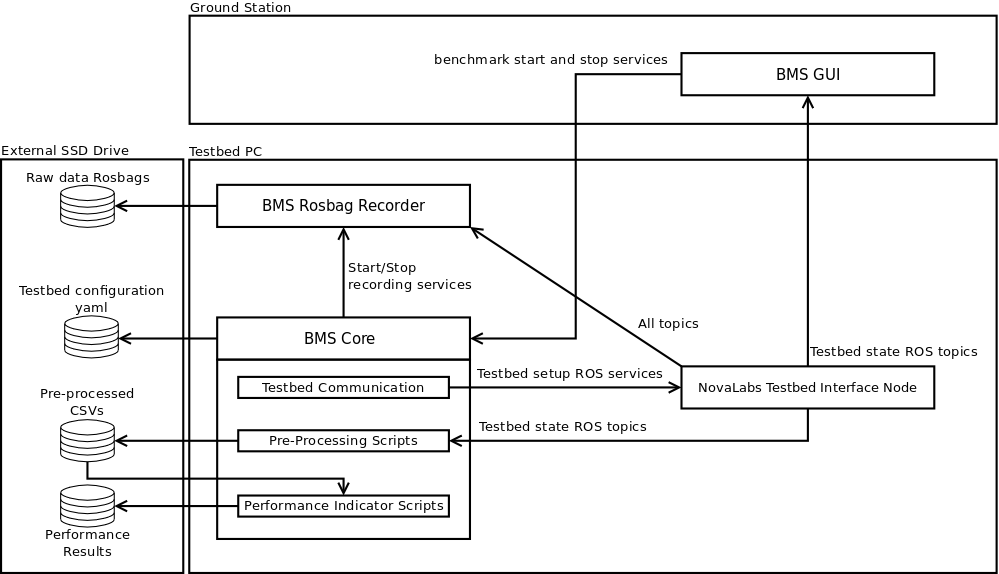 Ground Station
benchmark start and stop services
BMS GUI
External SSD Drive
Testbed PC
Raw data Rosbags
BMS Rosbag Recorder
Start/Stop
recording services
Testbed configuration
yaml
All topics
BMS Core
Testbed state ROS topics
Testbed Communication
Testbed setup ROS services
NovaLabs Testbed Interface Node
Pre-processed
CSVs
Pre-Processing Scripts
Testbed state ROS topics
Performance Indicator Scripts
Performance
Results